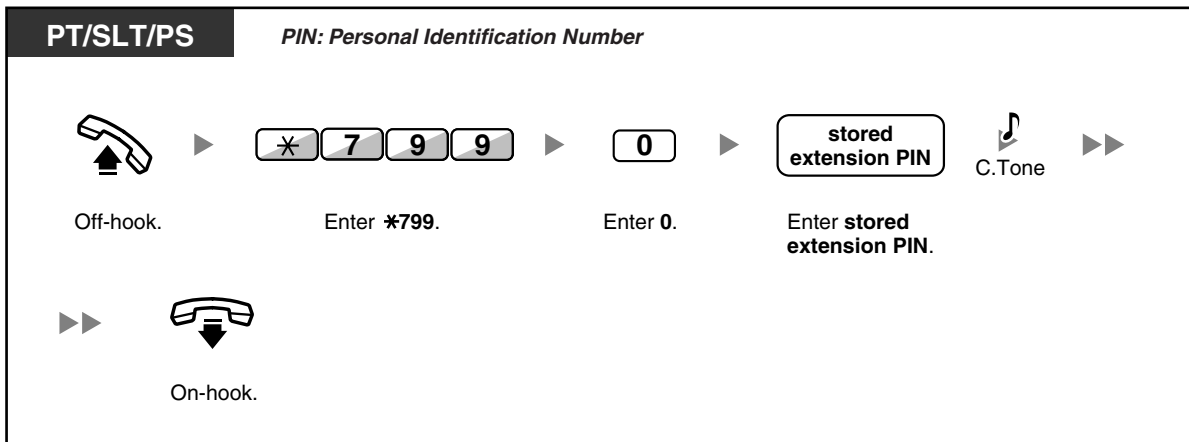 PT/SLT/PS
PIN: Personal Identification Number
* 7 9 9
0
stored
extension PIN
C.Tone
Off-hook.
Enter *799.
Enter 0.
Enter stored
extension PIN.
On-hook.